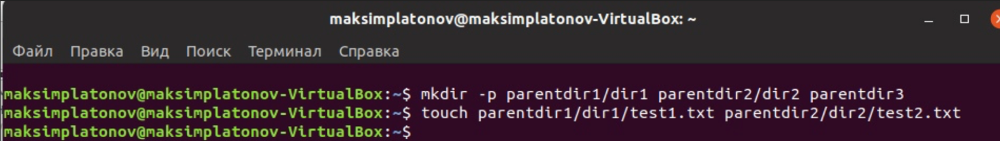 maksimplatonov@maksimplatonov-VirtualBox: ~
Файл Правка Вид Поиск Терминал Справка
maksimplatonov@maksimplatonov-VirtualBox:~$ mkdir -p parentdir1/dir1 parentdir2/dir2 parentdir3
maksimplatonov@maksimplatonov-VirtualBox:~$ touch parentdir1/dir1/test1.txt parentdir2/dir2/test2.txt
maksimplatonov@maksimplatonov-VirtualBox:~$